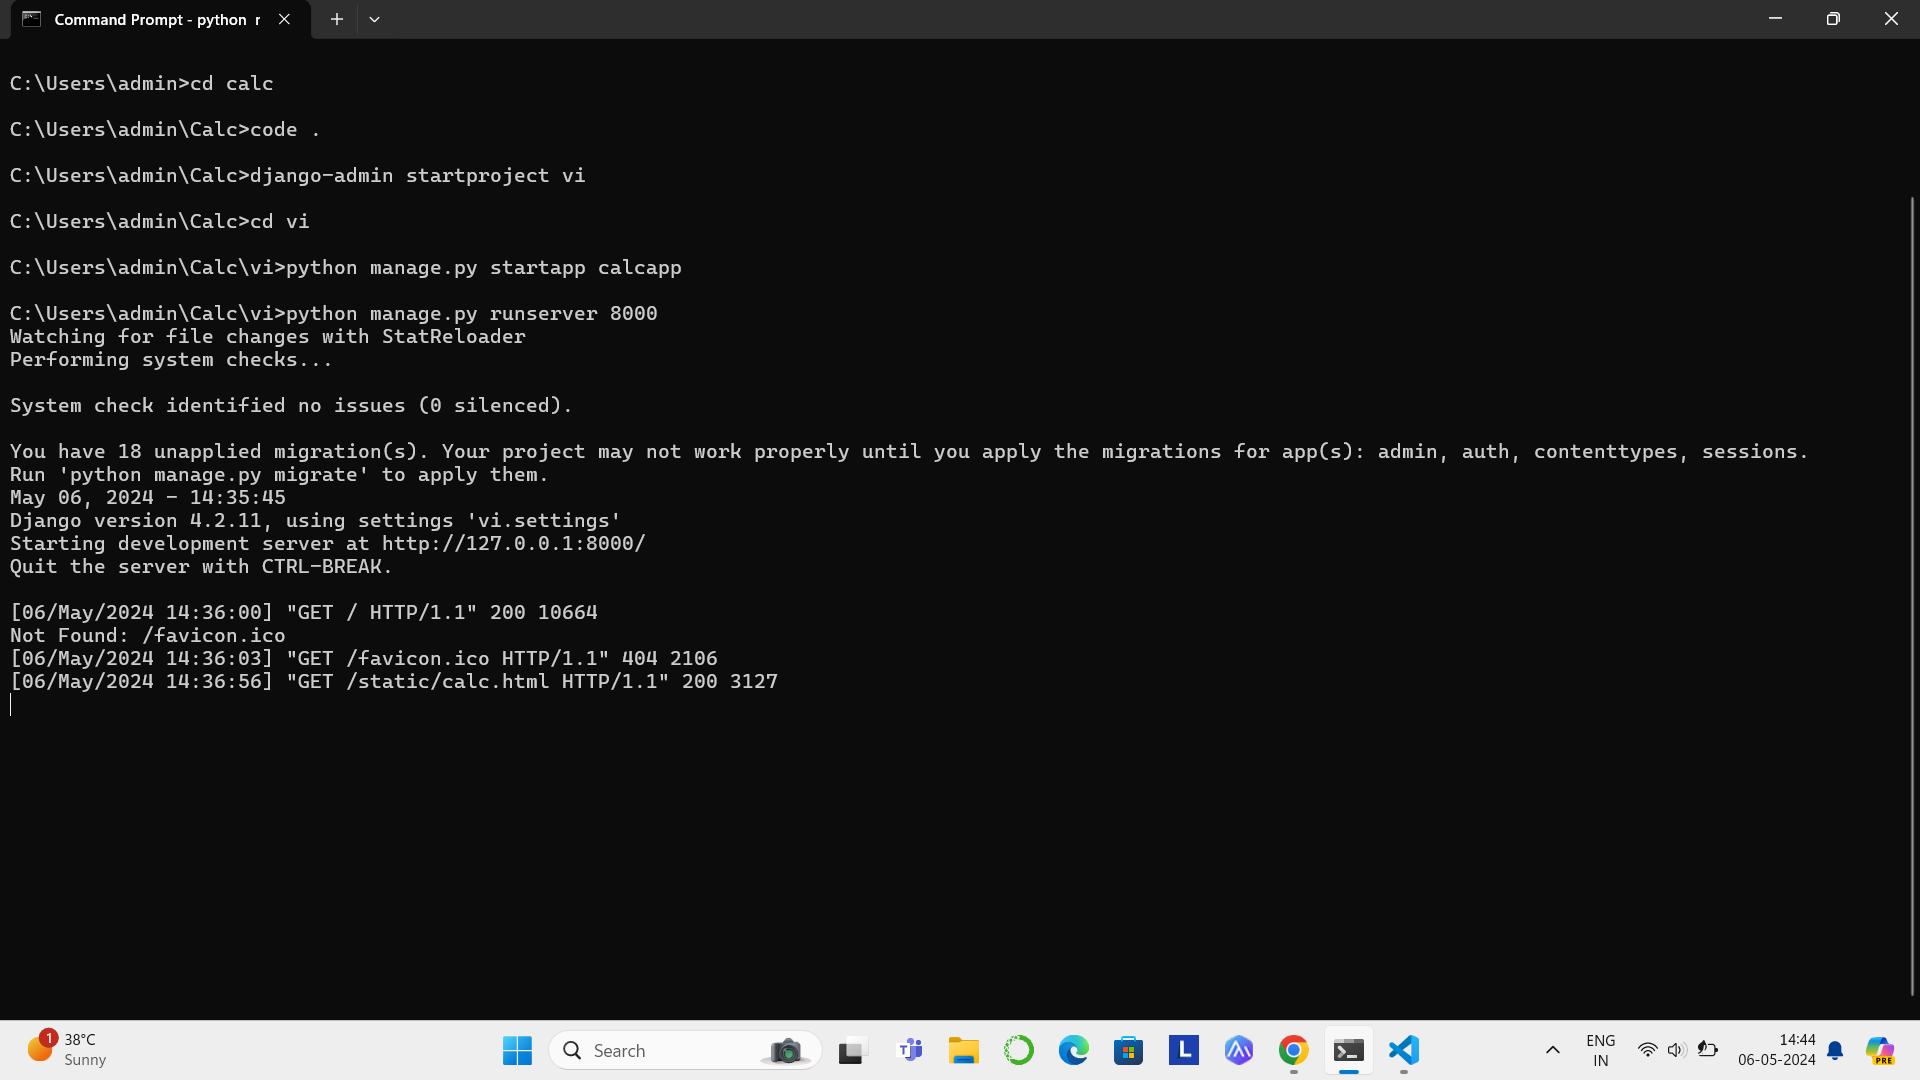 Command Prompt - python r
C:\Users\admin>cd calc
C:\Users\admin\Calc>code .
C:\Users\admin\Calc>django-admin startproject vi
C:\Users\admin\Calc>cd vi
C:\Users\admin\Calc\vi>python manage.py startapp calcapp
C:\Users\admin\Calc\vi>python manage.py runserver 8000
Watching for file changes with StatReloader
Performing system checks...
System check identified no issues (0 silenced).
You have 18 unapplied migration(s). Your project may not work properly until you apply the migrations for app(s): admin, auth, contenttypes, sessions.
Run 'python manage.py migrate' to apply them.
May 06, 2024 - 14:35:45
Django version 4.2.11, using settings 'vi.settings'
Starting development server at http://127.0.0.1:8000/
Quit the server with CTRL-BREAK.
[06/May/2024 14:36:00] "GET / HTTP/1.1" 200 10664
Not Found: /favicon.ico
[06/May/2024 14:36:03] "GET /favicon.ico HTTP/1.1" 404 2106
[06/May/2024 14:36:56] "GET /static/calc.html HTTP/1.1" 200 3127
1
38°C
Sunny
Search
T
L
ENG
IN
14:44
06-05-2024
PRE